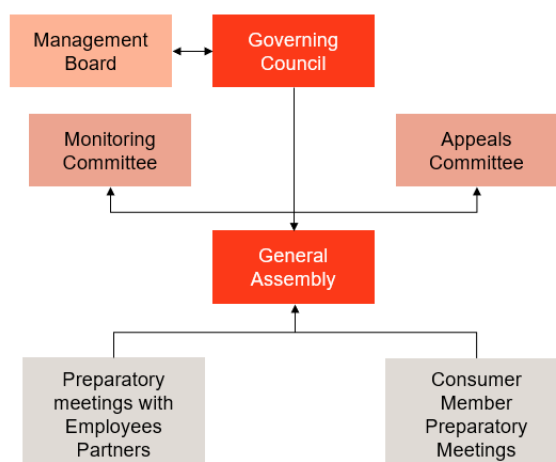 Management
Board
Governing
Council
Monitoring
Committee
Appeals
Committee
General
Assembly
Preparatory
meetings with
Employees
Partners
Consumer
Member
Preparatory
Meetings